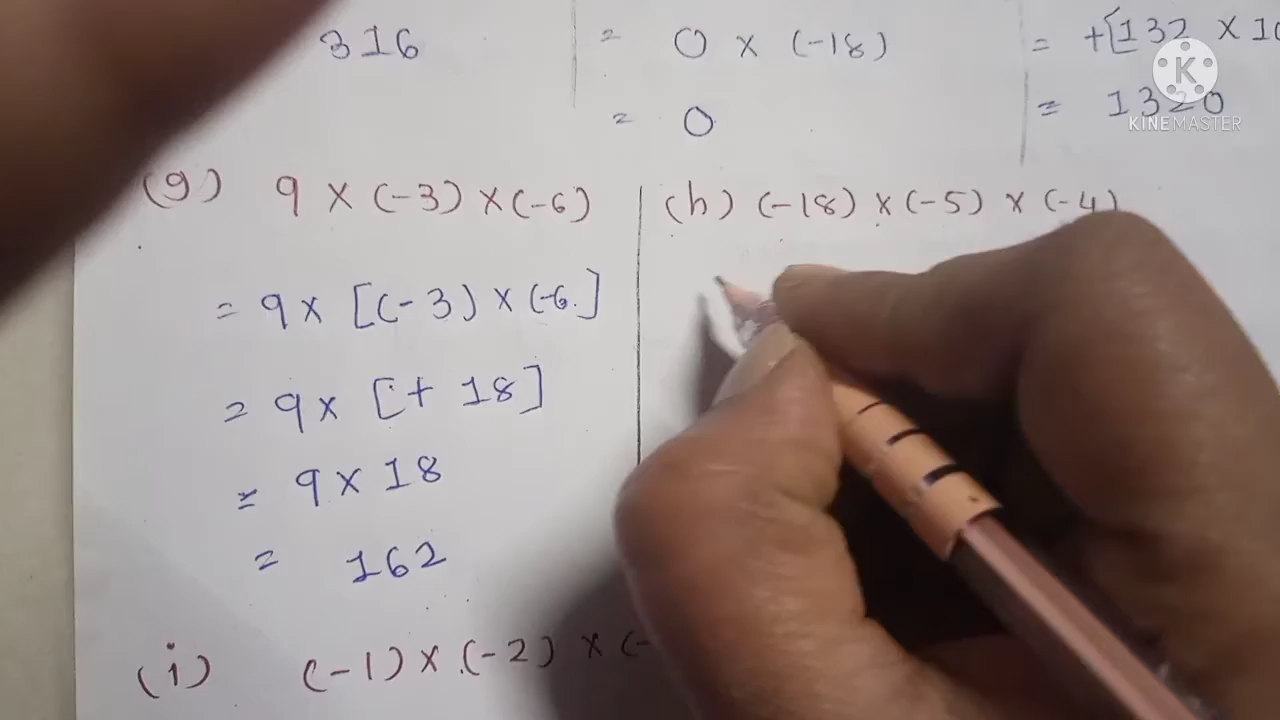 316
= 0 × (-18)
= 0
= +[132 × 10
= 1320
KINEMASTER
(g) 9 × (-3) × (-6)
= 9 × [(-3) × (-6.]
= 9 × [+ 18]
= 9 × 18
= 162
(h) (-18) × (-5) × (-4)
(i) (-1) × (-2) × (-